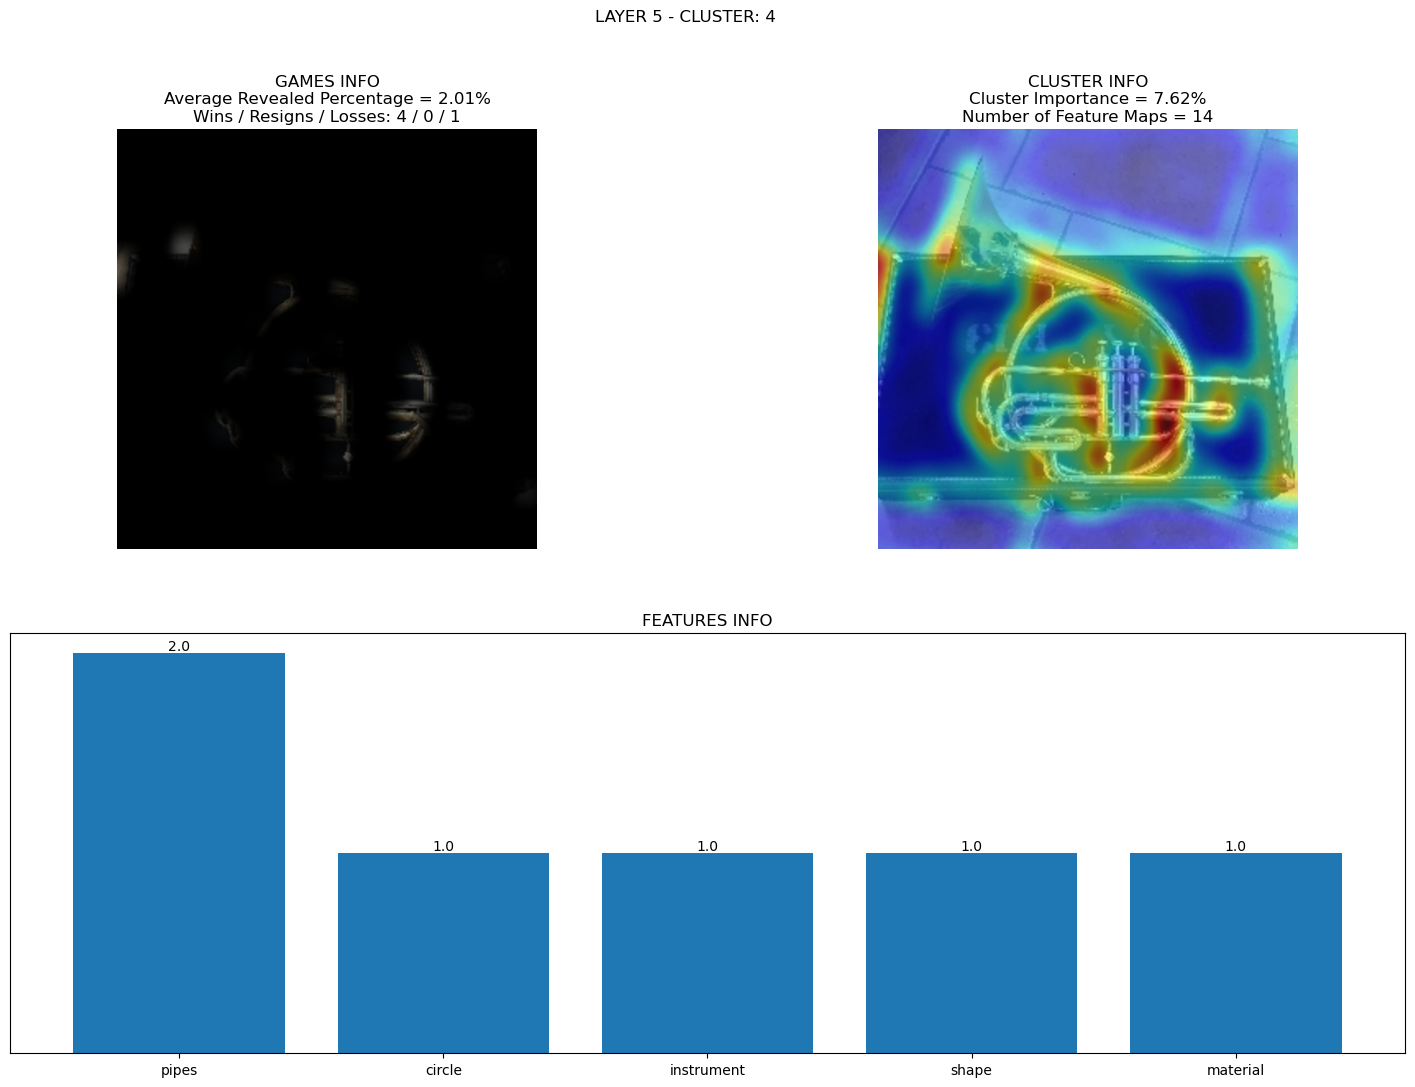 LAYER 5 - CLUSTER: 4
GAMES INFO
Average Revealed Percentage = 2.01%
Wins / Resigns / Losses: 4 / 0 / 1
CLUSTER INFO
Cluster Importance = 7.62%
Number of Feature Maps = 14
FEATURES INFO
2.0
1.0
1.0
1.0
1.0
pipes
circle
instrument
shape
material